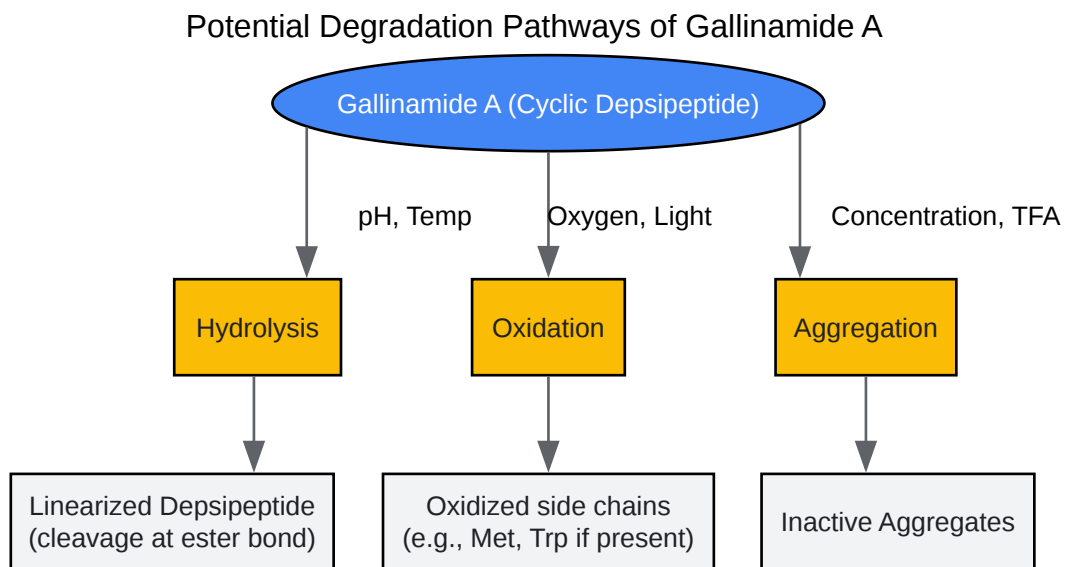 Potential Degradation Pathways of Gallinamide A
Gallinamide A (Cyclic Depsipeptide)
pH, Temp
Oxygen, Light
Concentration, TFA
Hydrolysis
Oxidation
Aggregation
Linearized Depsipeptide
(cleavage at ester bond)
Oxidized side chains
(e.g., Met, Trp if present)
Inactive Aggregates